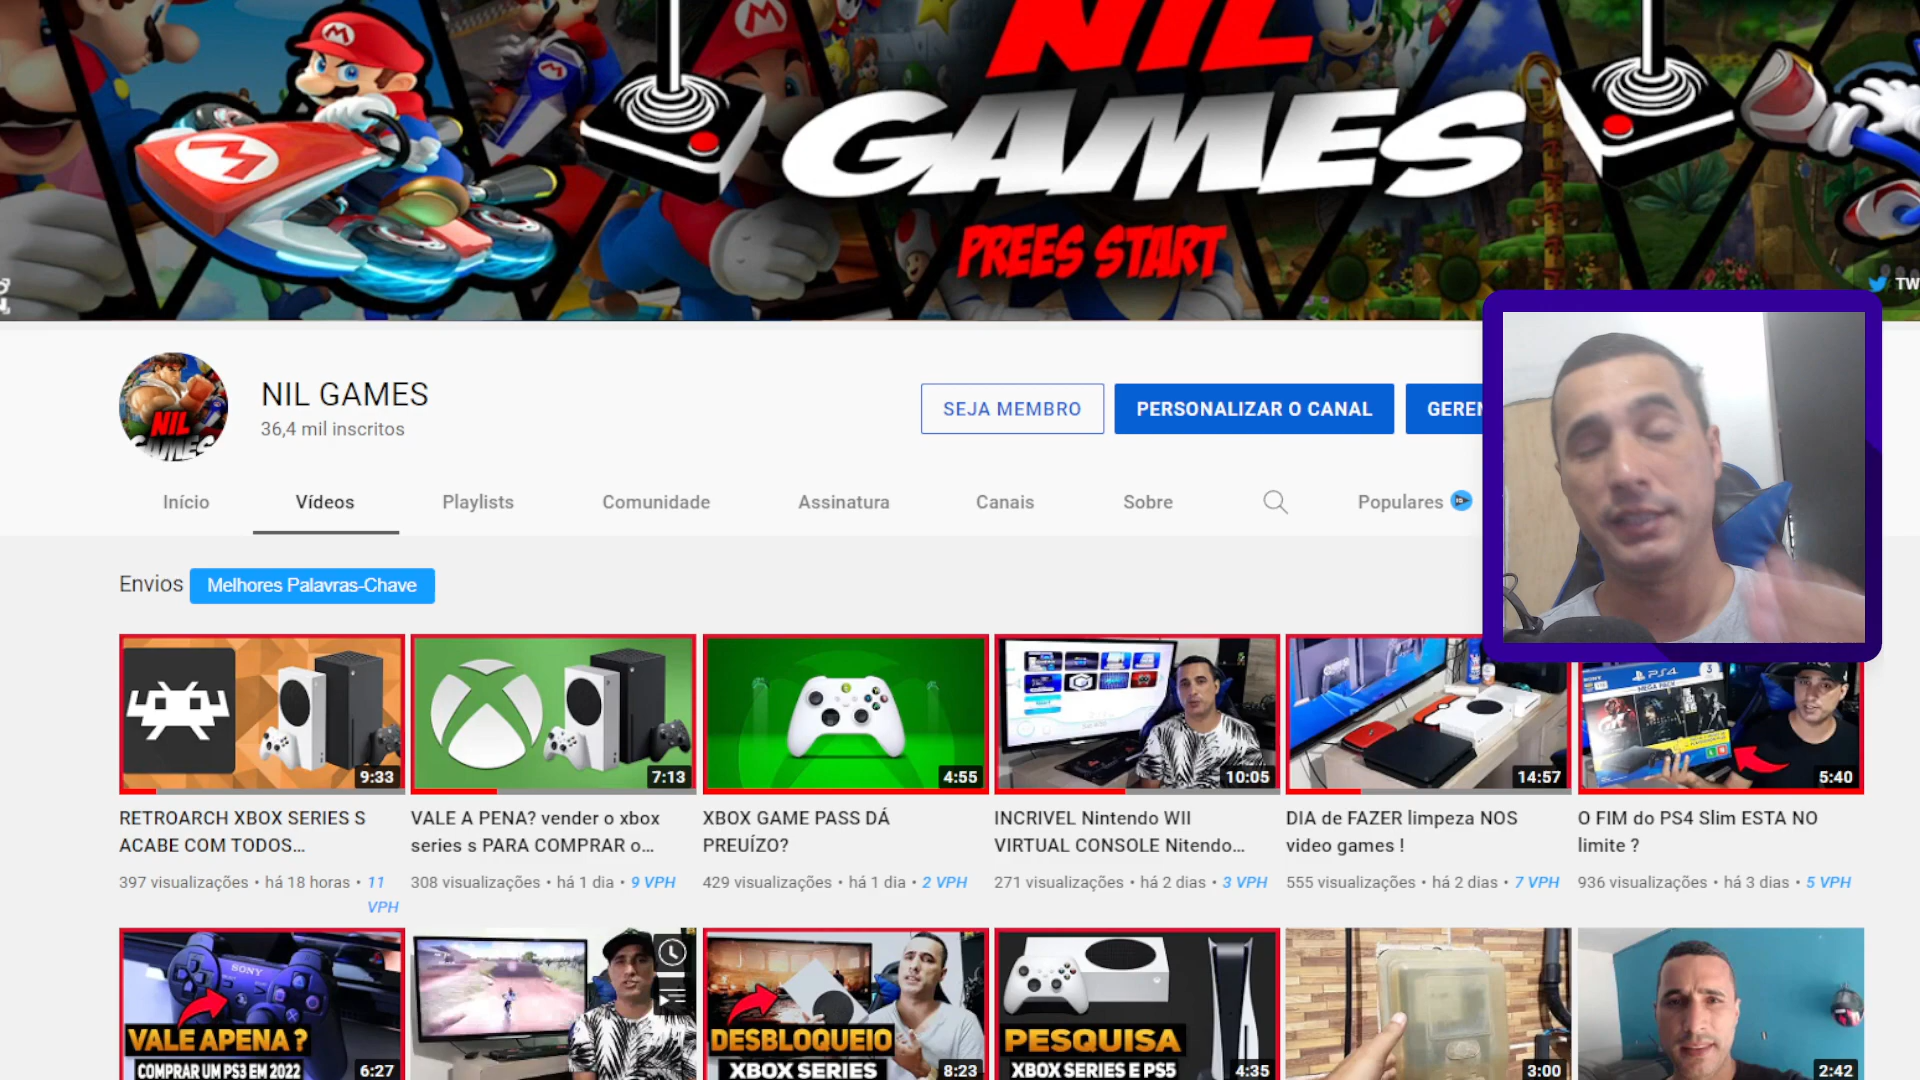 NIL
GAMES
PREES START
TW
NIL GAMES
36,4 mil inscritos
SEJA MEMBRO
PERSONALIZAR O CANAL
GEREN
NIL
GAMES
Início
Vídeos
Playlists
Comunidade
Assinatura
Canais
Sobre
Populares
Envios
Melhores Palavras-Chave
9:33
7:13
4:55
10:05
14:57
PS4
MEGA PACK
5:40
RETROARCH XBOX SERIES S
ACABE COM TODOS...
397 visualizações • há 18 horas • 11
VPH
VALE A PENA? vender o xbox
series s PARA COMPRAR o...
308 visualizações • há 1 dia • 9 VPH
XBOX GAME PASS DÁ
PREUÍZO?
429 visualizações • há 1 dia • 2 VPH
INCRIVEL Nintendo WII
VIRTUAL CONSOLE Nitendo...
271 visualizações • há 2 dias • 3 VPH
DIA de FAZER limpeza NOS
video games !
555 visualizações • há 2 dias • 7 VPH
O FIM do PS4 Slim ESTA NO
limite ?
936 visualizações • há 3 dias • 5 VPH
SONY
VALE APENA ?
COMPRAR UM PS3 EM 2022
6:27
DESBLOQUEIO
XBOX SERIES
8:23
PESQUISA
XBOX SERIES E PS5
4:35
3:00
2:42